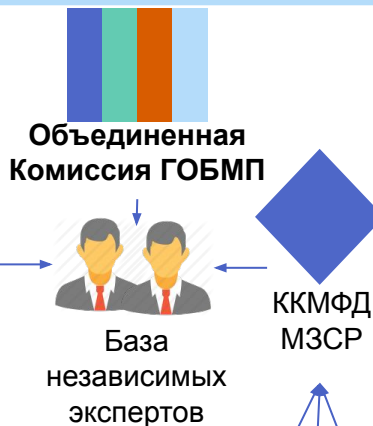 Объединенная
Комиссия ГОБМП
ККМФД
МЗСР
База
независимых
экспертов